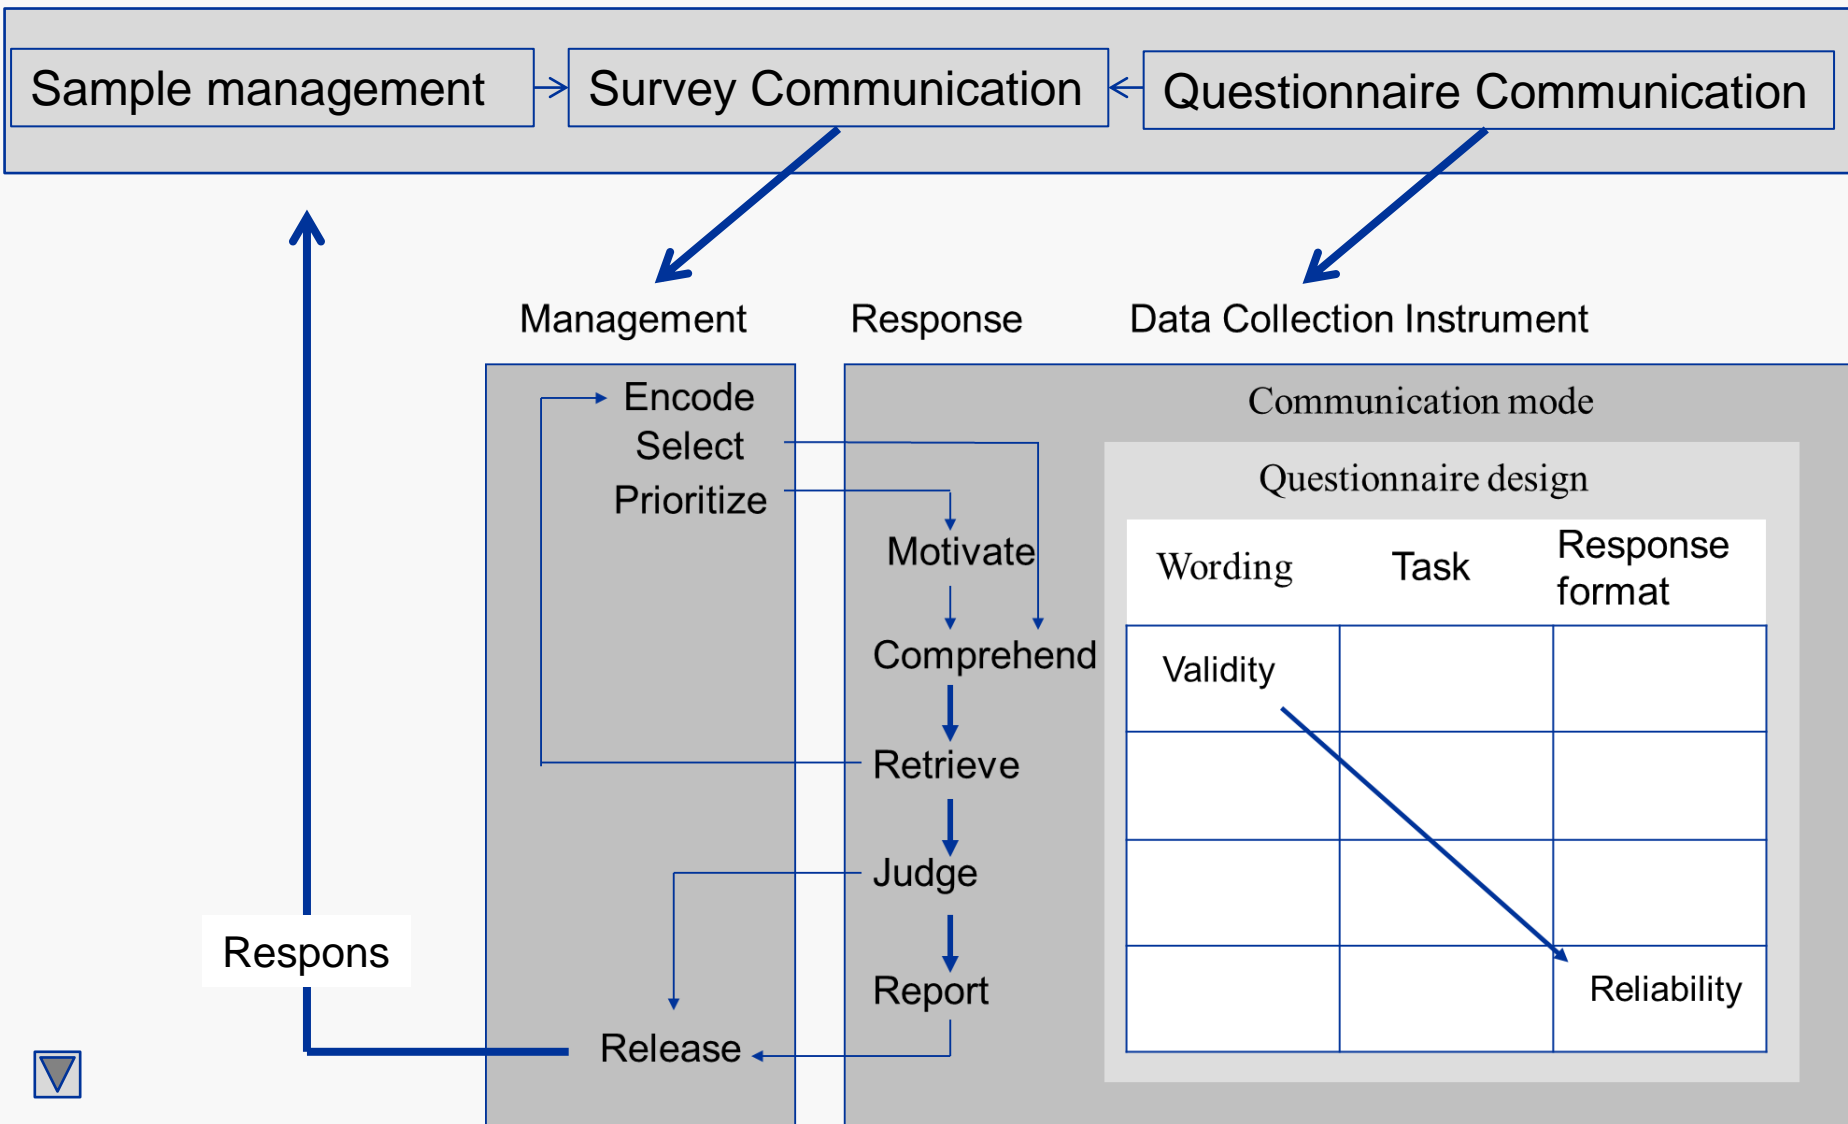 Sample management
Survey Communication
Questionnaire Communication
Management
Response
Data Collection Instrument
Encode
Select
Prioritize
Motivate
Comprehend
Retrieve
Judge
Report
Release
Respons
Communication mode
Questionnaire design
Wording
Task
Response
format
Validity
Reliability